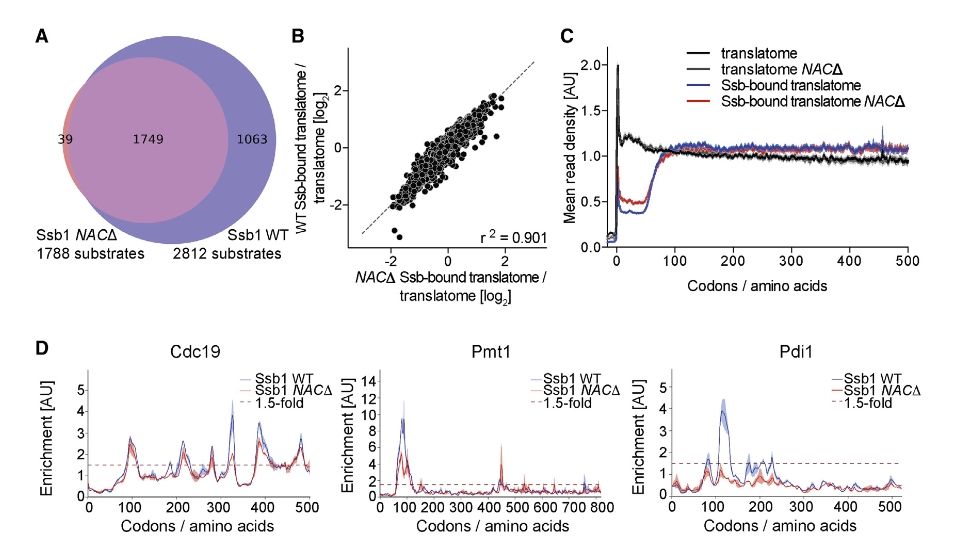 A
39
1749
1063
Ssb1 NACΔ
1788 substrates
Ssb1 WT
2812 substrates
B
WT Ssb-bound translatome /
translatome [log2]
2
0
-2
-2
0
2
r 2 = 0.901
NACΔ Ssb-bound translatome /
translatome [log2]
C
Mean read density [AU]
2.0
1.5
1.0
0.5
0.0
0
100
200
300
400
500
Codons / amino acids
translatome
translatome NACΔ
Ssb-bound translatome
Ssb-bound translatome NACΔ
D
Cdc19
Enrichment [AU]
5
4
3
2
1
0
0
100
200
300
400
500
Codons / amino acids
Ssb1 WT
Ssb1 NACΔ
1.5-fold
Pmt1
Enrichment [AU]
14
12
10
8
6
4
2
0
0
100
200
300
400
500
600
700
800
Codons / amino acids
Ssb1 WT
Ssb1 NACΔ
1.5-fold
Pdi1
Enrichment [AU]
5
4
3
2
1
0
0
100
200
300
400
500
Codons / amino acids
Ssb1 WT
Ssb1 NACΔ
1.5-fold